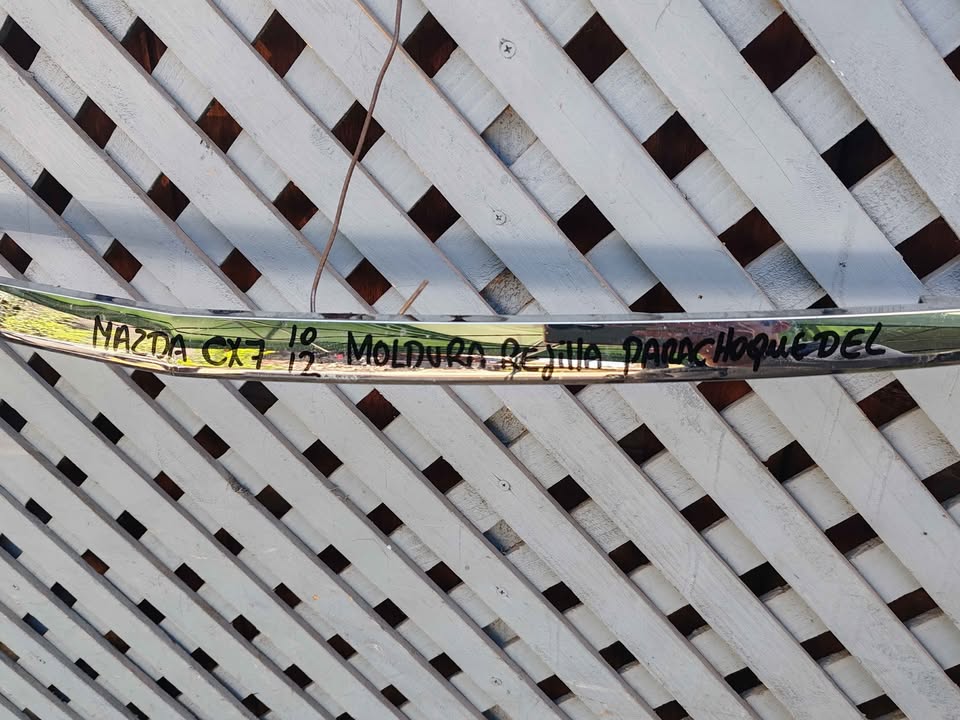 MAZDA CX7 10 12 MOLDURA REJILLA PARACHOQUE DEL